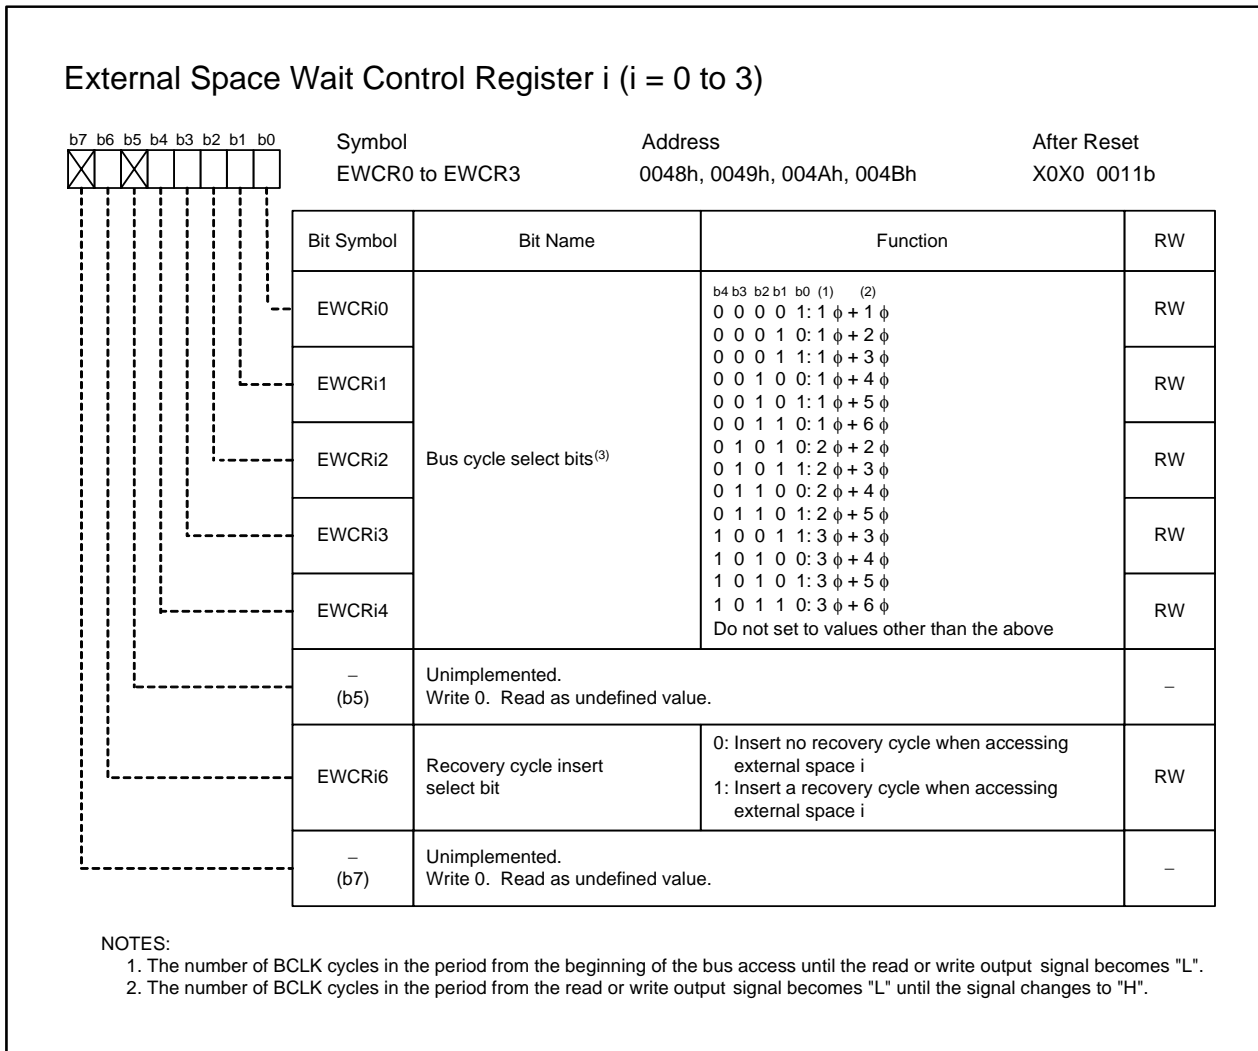 External Space Wait Control Register i (i = 0 to 3)
b7 b6 b5 b4 b3 b2 b1 b0
Symbol Address After Reset
EWCR0 to EWCR3 0048h, 0049h, 004Ah, 004Bh X0X0 0011b
Bit Symbol Bit Name Function RW
EWCRi0 RW
EWCRi1 RW
EWCRi2 Bus cycle select bits(3) RW
EWCRi3 RW
EWCRi4 RW
b4 b3 b2 b1 b0 (1) (2)
0 0 0 0 1: 1 ϕ + 1 ϕ
0 0 0 1 0: 1 ϕ + 2 ϕ
0 0 0 1 1: 1 ϕ + 3 ϕ
0 0 1 0 0: 1 ϕ + 4 ϕ
0 0 1 0 1: 1 ϕ + 5 ϕ
0 0 1 1 0: 1 ϕ + 6 ϕ
0 1 0 1 0: 2 ϕ + 2 ϕ
0 1 0 1 1: 2 ϕ + 3 ϕ
0 1 1 0 0: 2 ϕ + 4 ϕ
0 1 1 0 1: 2 ϕ + 5 ϕ
1 0 0 1 1: 3 ϕ + 3 ϕ
1 0 1 0 0: 3 ϕ + 4 ϕ
1 0 1 0 1: 3 ϕ + 5 ϕ
1 0 1 1 0: 3 ϕ + 6 ϕ
Do not set to values other than the above
–
(b5)
Unimplemented.
Write 0. Read as undefined value.
–
EWCRi6
Recovery cycle insert
select bit
0: Insert no recovery cycle when accessing
external space i
1: Insert a recovery cycle when accessing
external space i
RW
–
(b7)
Unimplemented.
Write 0. Read as undefined value.
–
NOTES:
1. The number of BCLK cycles in the period from the beginning of the bus access until the read or write output signal becomes "L".
2. The number of BCLK cycles in the period from the read or write output signal becomes "L" until the signal changes to "H".